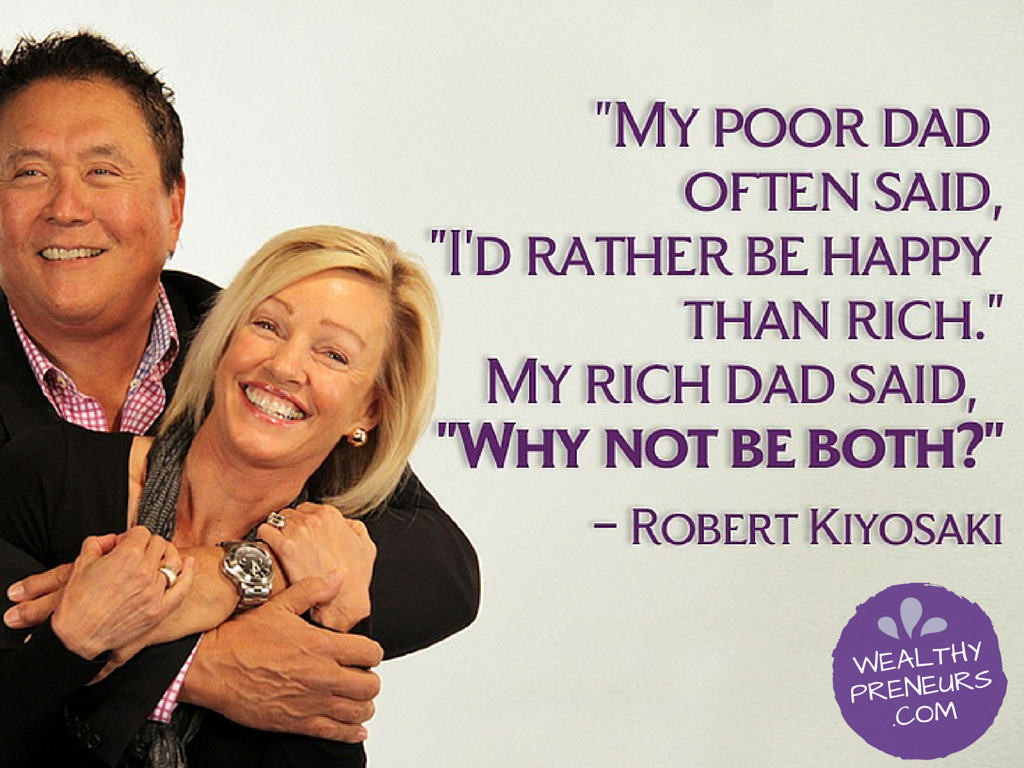 "My poor dad
often said,
"I'd rather be happy
than rich."
My rich dad said,
"Why not be both?"
– Robert Kiyosaki
WEALTHY
PRENEURS
.COM